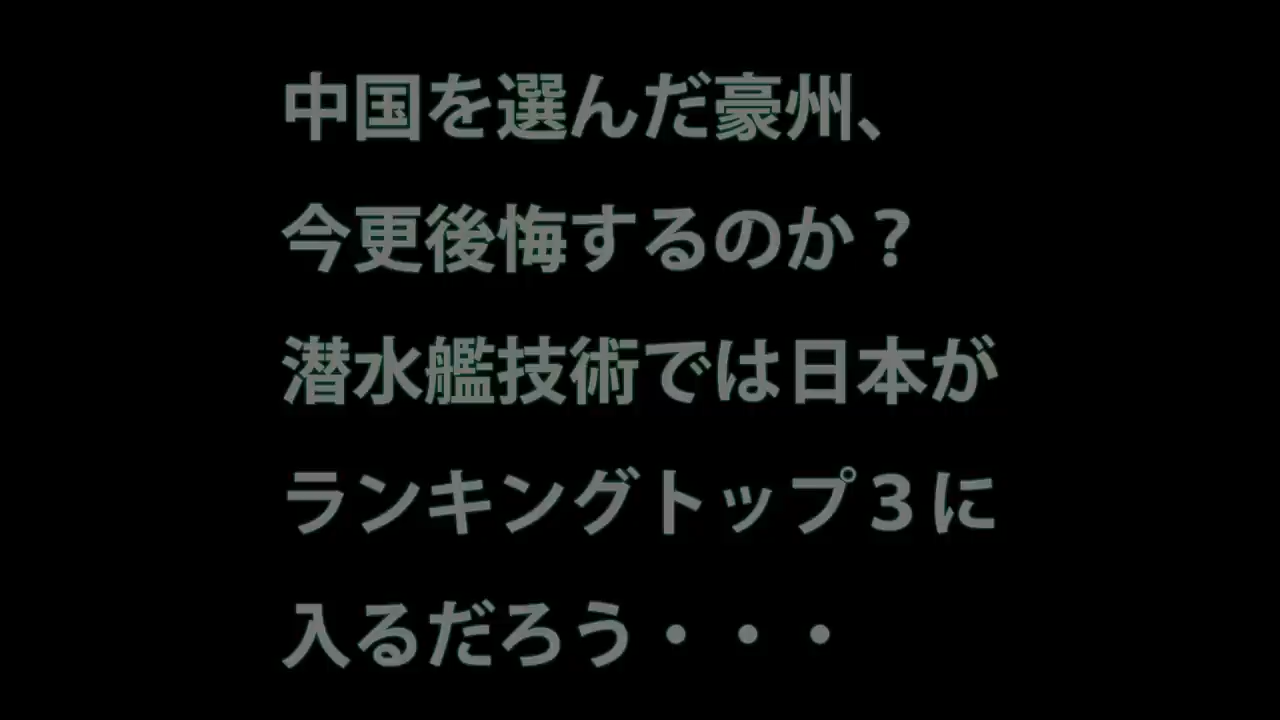 中国を選んだ豪州、
今更後悔するのか？
潜水艦技術では日本が
ランキングトップ３に
入るだろう・・・